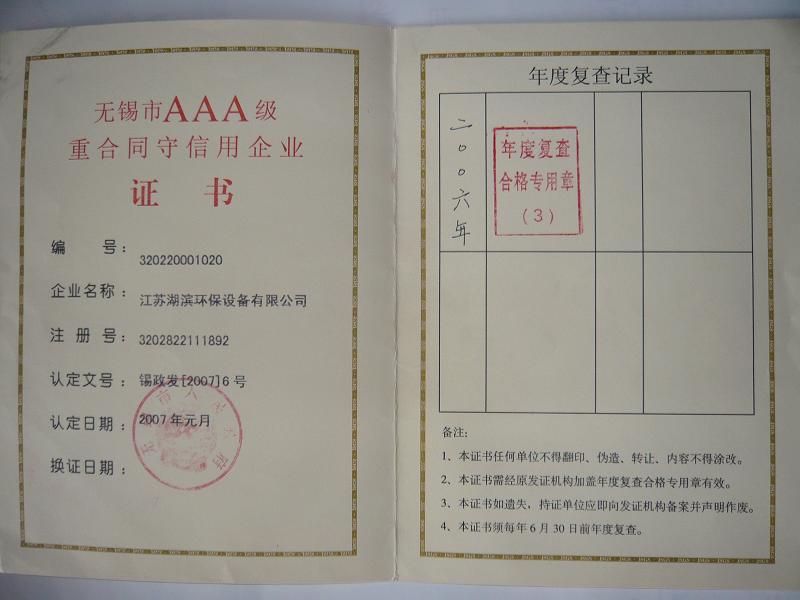 无锡市AAA级
重合同守信用企业
证 书
编 号： 320220001020
企业名称： 江苏湖滨环保设备有限公司
注 册 号： 3202822111892
认定文号： 锡政发[2007]6号
认定日期： 2007年元月
换证日期：
无锡市人民政府
年度复查记录
二00六年
年度复查
合格专用章
（3）
备注：
1、本证书任何单位不得翻印、伪造、转让、内容不得涂改。
2、本证书需经原发证机构加盖年度复查合格专用章有效。
3、本证书如遗失，持证单位应即向发证机构备案并声明作废。
4、本证书须每年6月30日前年度复查。